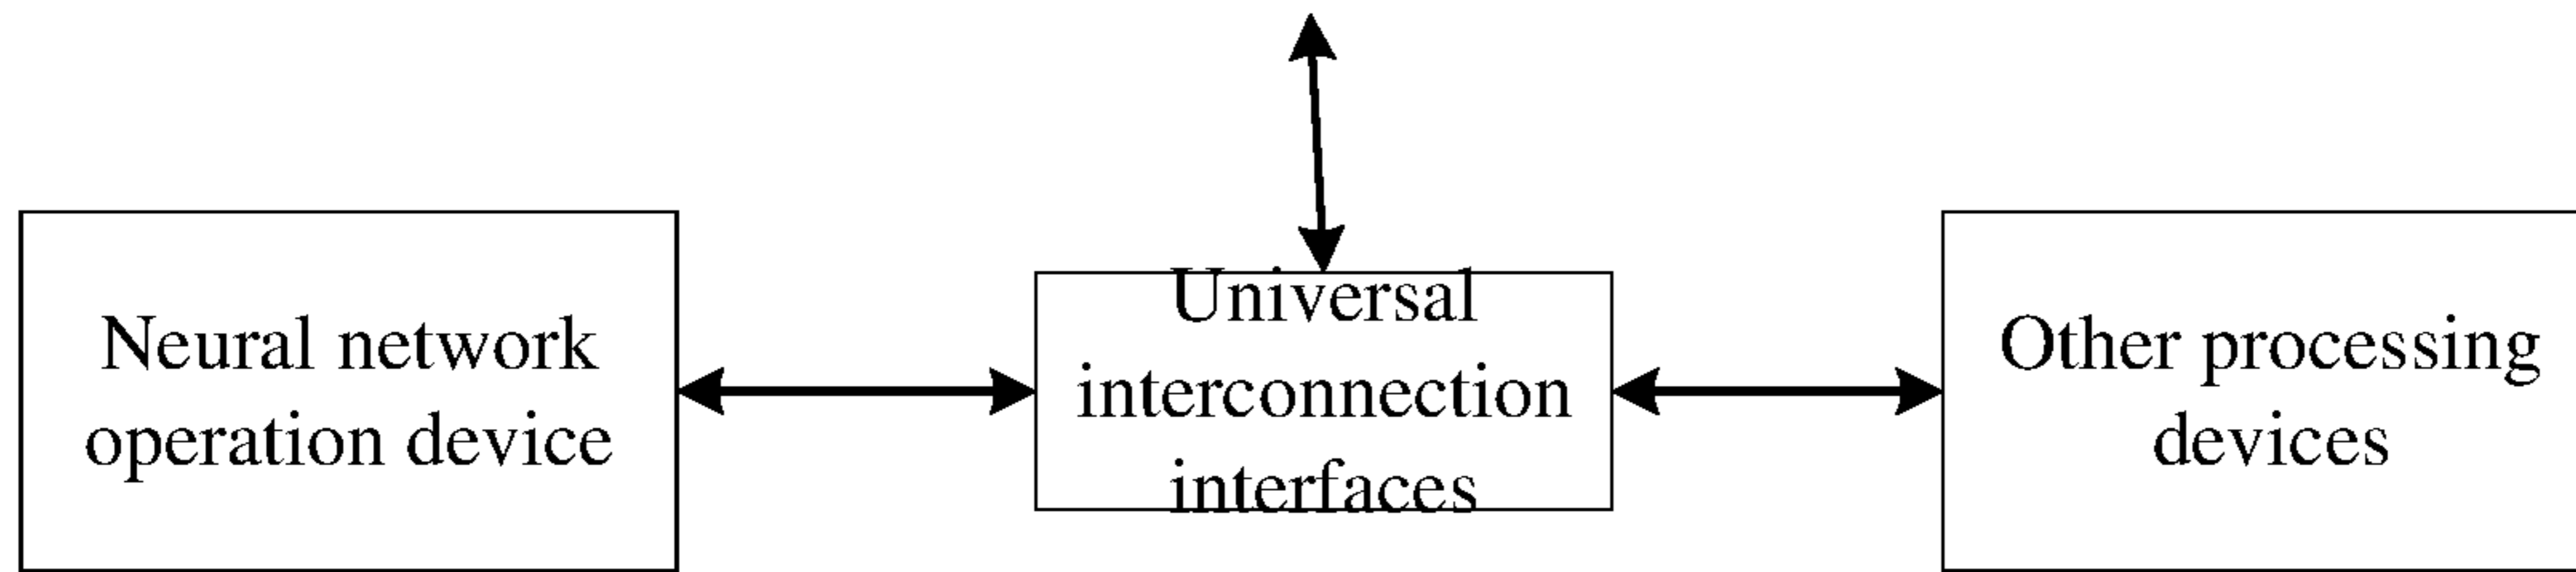 Neural network
operation device
Universal
interconnection
interfaces
Other processing
devices